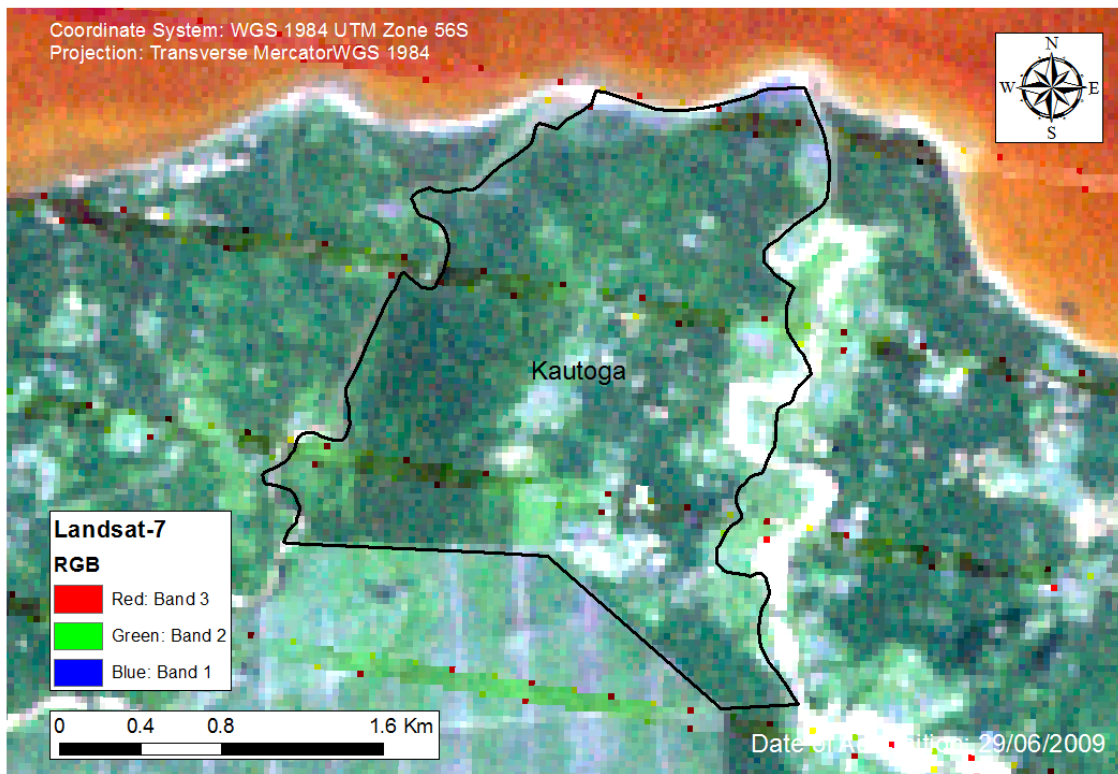 Coordinate System: WGS 1984 UTM Zone 56S
Projection: Transverse MercatorWGS 1984
N
W E
S
Kautoga
Landsat-7
RGB
Red: Band 3
Green: Band 2
Blue: Band 1
0 0.4 0.8 1.6 Km
Date of Acquisition: 29/06/2009